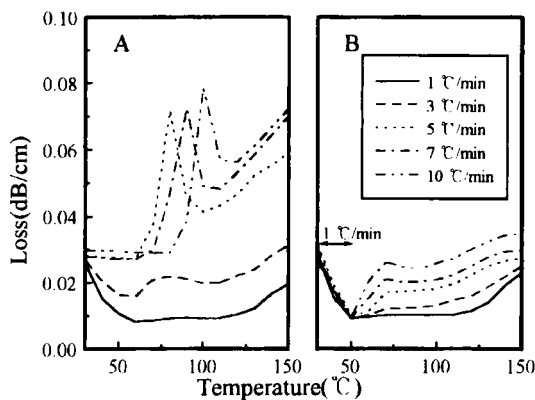 0.10
0.08
0.06
0.04
0.02
0.00
Loss(dB/cm)
A
B
1 ℃/min
3 ℃/min
5 ℃/min
7 ℃/min
10 ℃/min
1 ℃/min
50
100
150
50
100
150
Temperature(℃)